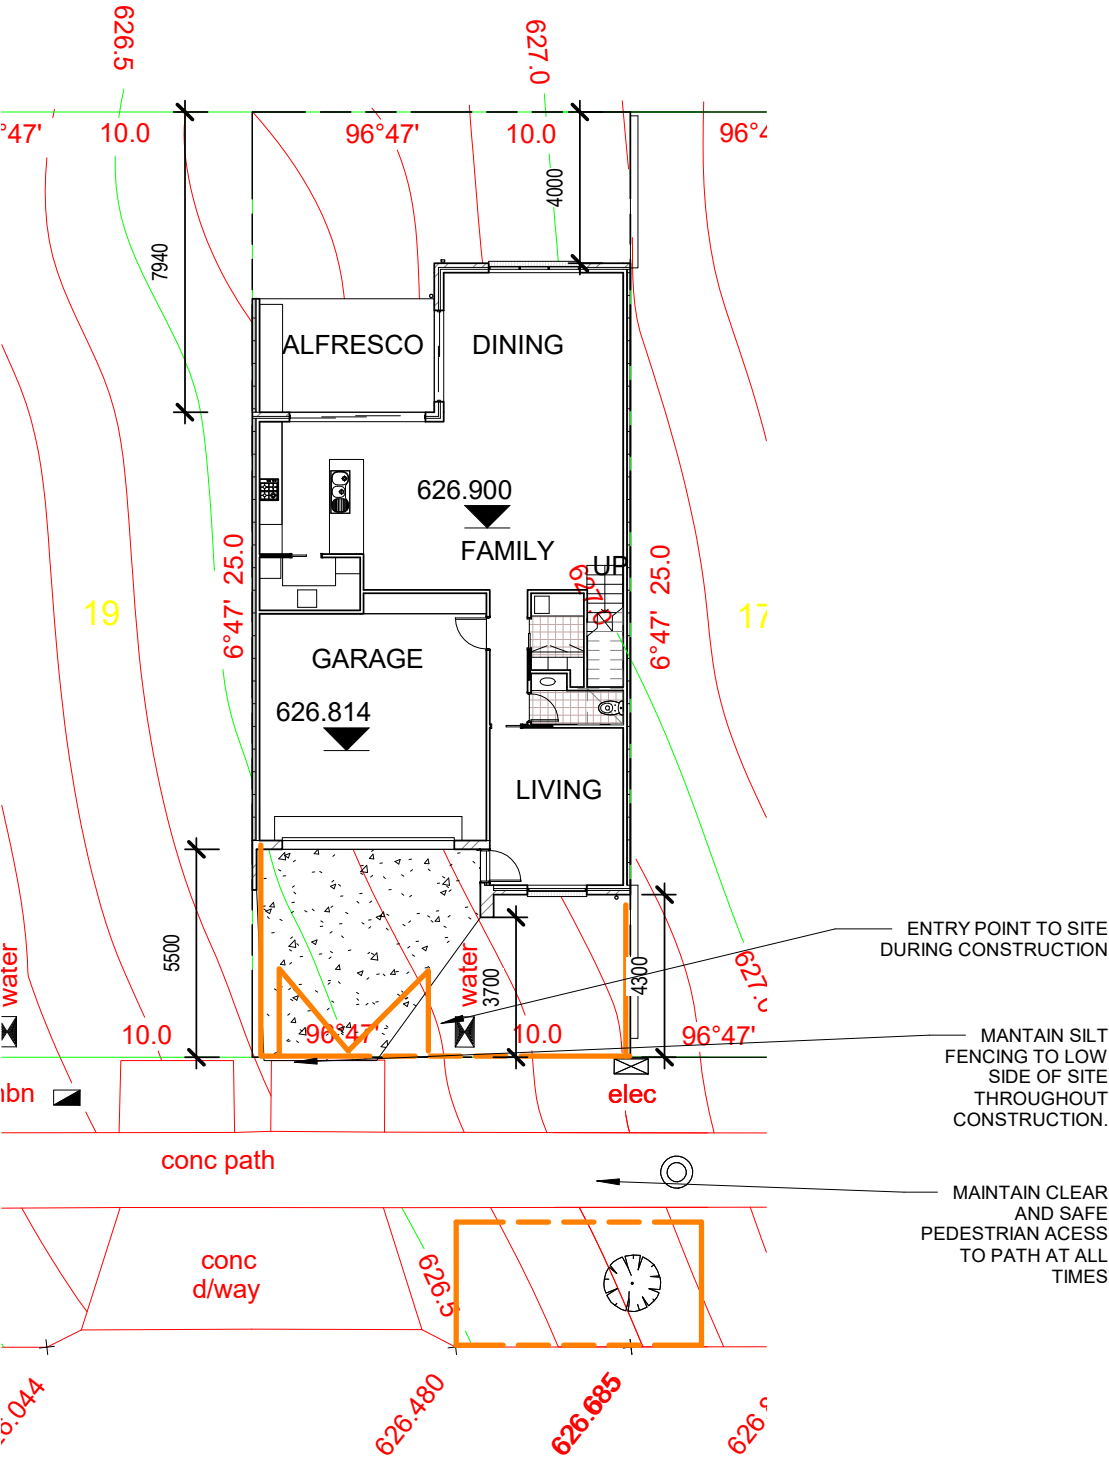 626.5
627.0
°47'
10.0
96°47'
10.0
4000
7940
ALFRESCO
DINING
626.900
FAMILY
UP
627.0
6°47' 25.0
6°47' 25.0
19
17
GARAGE
626.814
LIVING
5500
water
water
3700
4300
627.0
10.0
96°47'
10.0
96°47'
ENTRY POINT TO SITE
DURING CONSTRUCTION
MANTAIN SILT
FENCING TO LOW
SIDE OF SITE
THROUGHOUT
CONSTRUCTION.
elec
conc path
MAINTAIN CLEAR
AND SAFE
PEDESTRIAN ACESS
TO PATH AT ALL
TIMES
conc
d/way
626.5
626.480
626.685